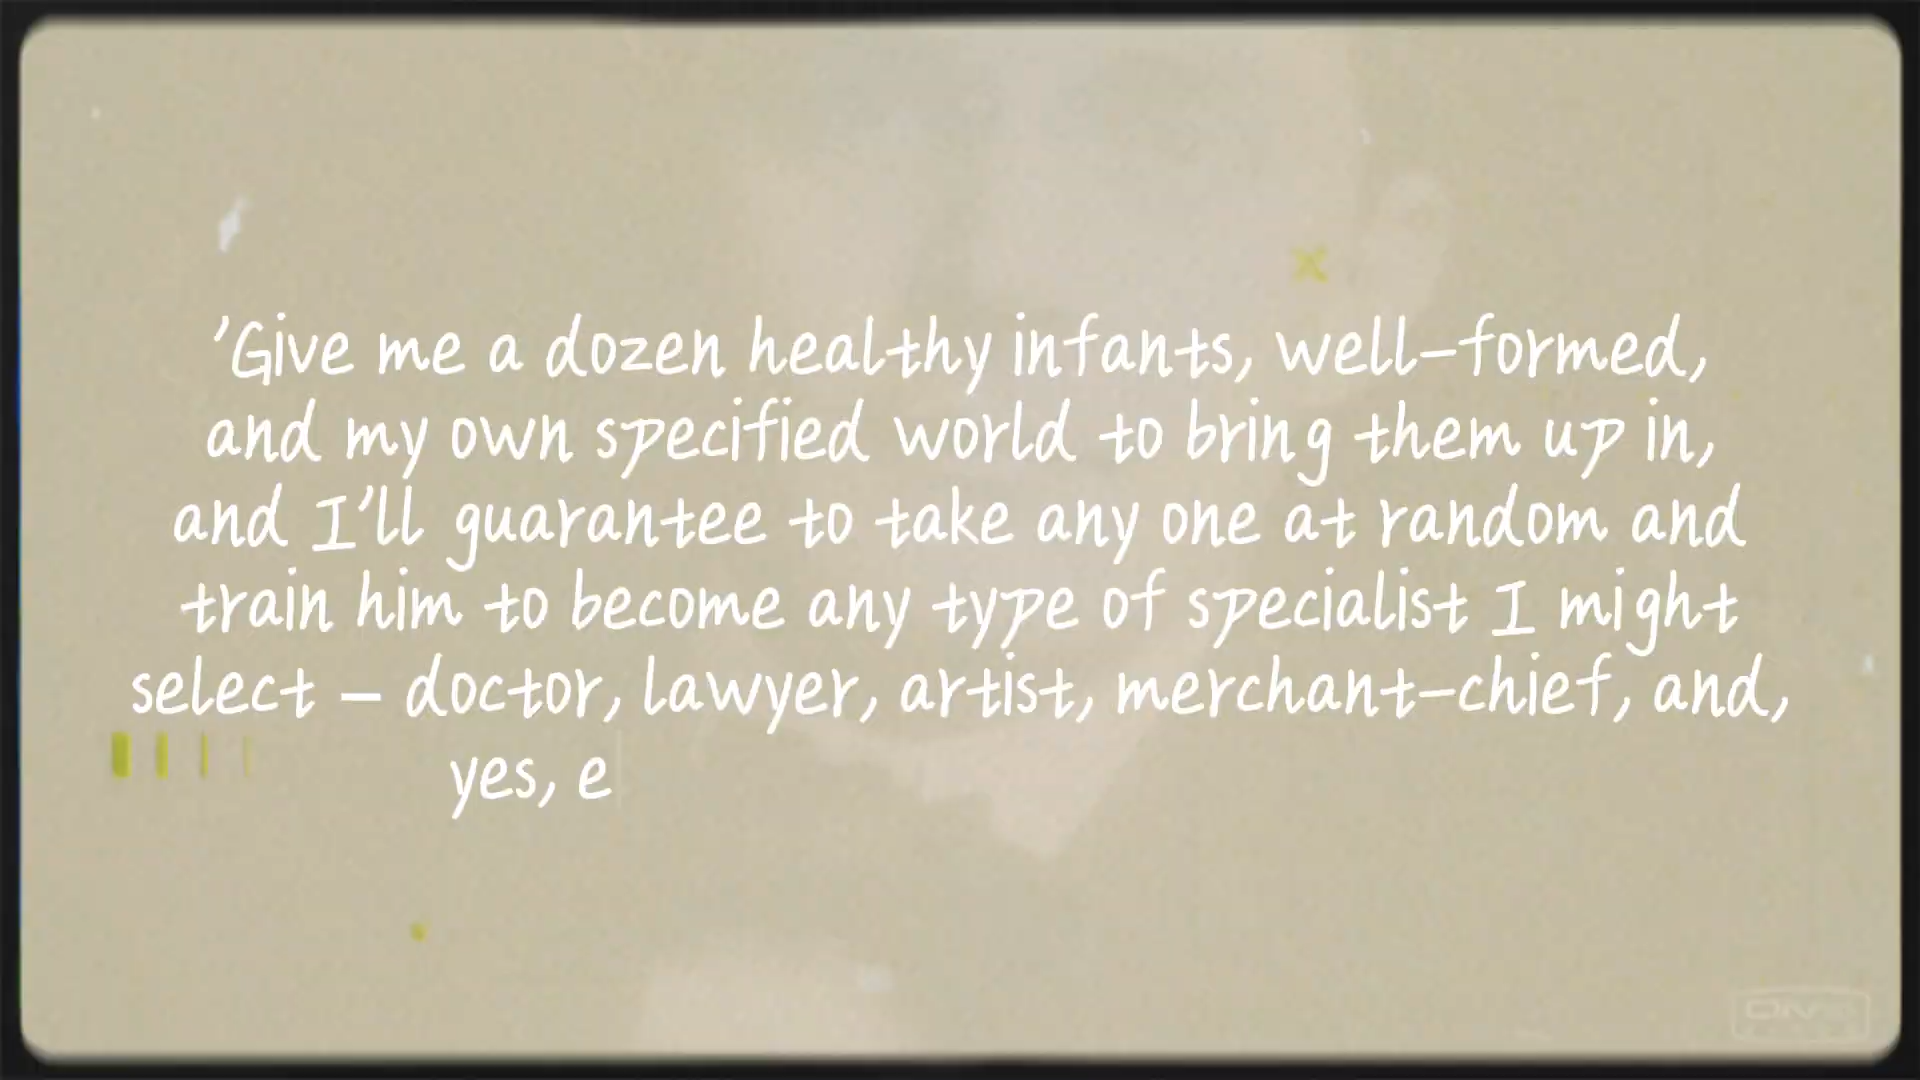 'Give me a dozen healthy infants, well-formed,
and my own specified world to bring them up in,
and I'll guarantee to take any one at random and
train him to become any type of specialist I might
select – doctor, lawyer, artist, merchant-chief, and,
yes, e